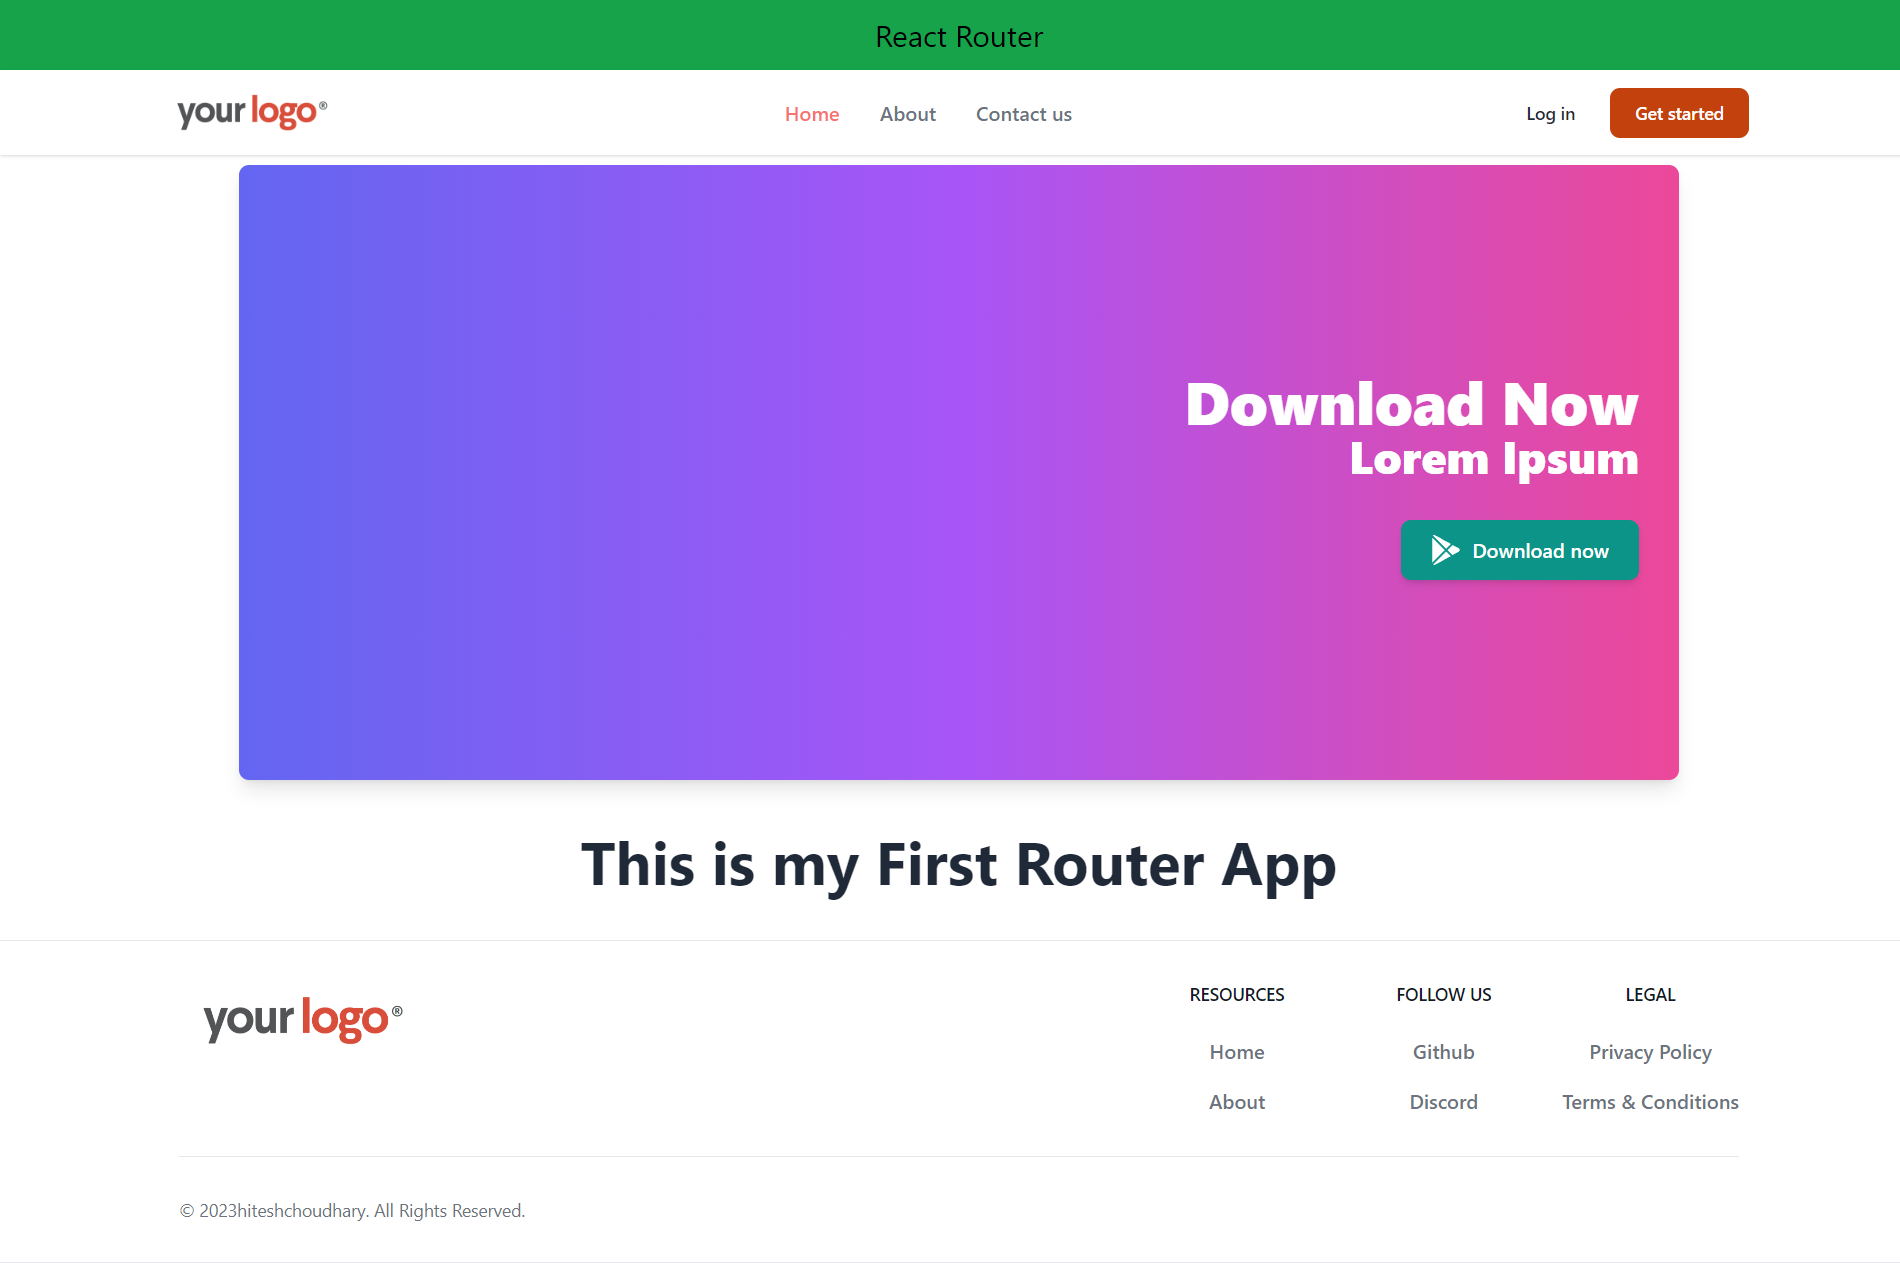 React Router
your logo®
Home About Contact us
Log in Get started
Download Now
Lorem Ipsum
Download now
This is my First Router App
your logo®
RESOURCES
Home
About
FOLLOW US
Github
Discord
LEGAL
Privacy Policy
Terms & Conditions
© 2023hiteshchoudhary. All Rights Reserved.